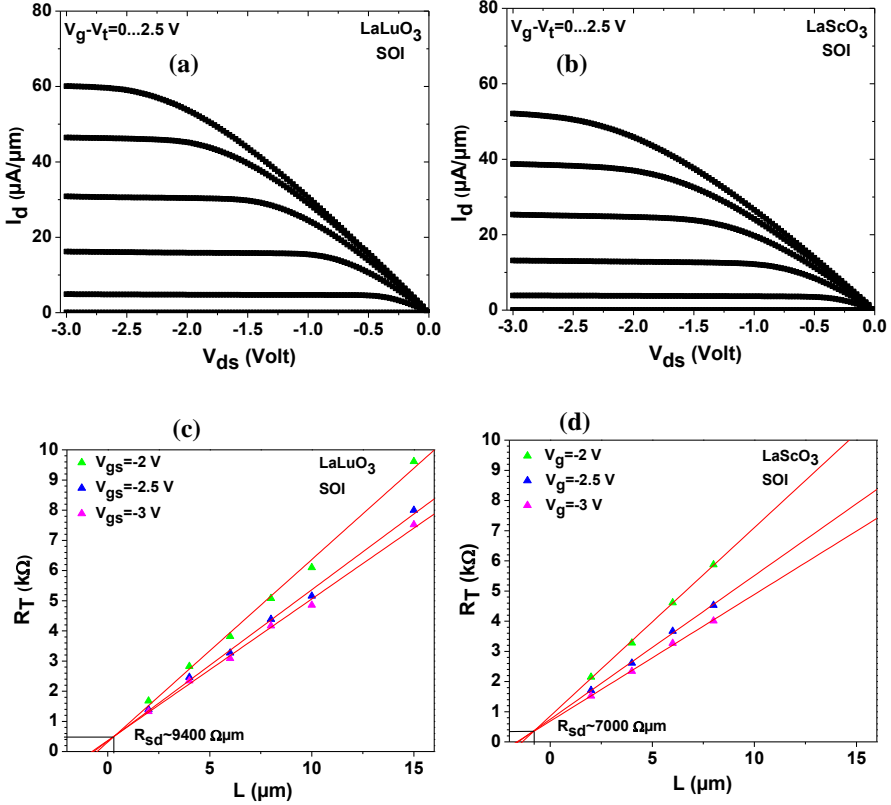 V_g-V_t=0...2.5 V
LaLuO_3
SOI
(a)
80
60
40
20
0
I_d (µA/µm)
-3.0 -2.5 -2.0 -1.5 -1.0 -0.5 0.0
V_ds (Volt)
V_g-V_t=0...2.5 V
LaScO_3
SOI
(b)
80
60
40
20
0
I_d (µA/µm)
-3.0 -2.5 -2.0 -1.5 -1.0 -0.5 0.0
V_ds (Volt)
(c)
V_gs=-2 V
V_gs=-2.5 V
V_gs=-3 V
LaLuO_3
SOI
10
9
8
7
6
5
4
3
2
1
0
R_T (kΩ)
R_sd~9400 Ωµm
0 5 10 15
L (µm)
(d)
V_g=-2 V
V_g=-2.5 V
V_g=-3 V
LaScO_3
SOI
10
9
8
7
6
5
4
3
2
1
0
R_T (kΩ)
R_sd~7000 Ωµm
0 5 10 15
L (µm)